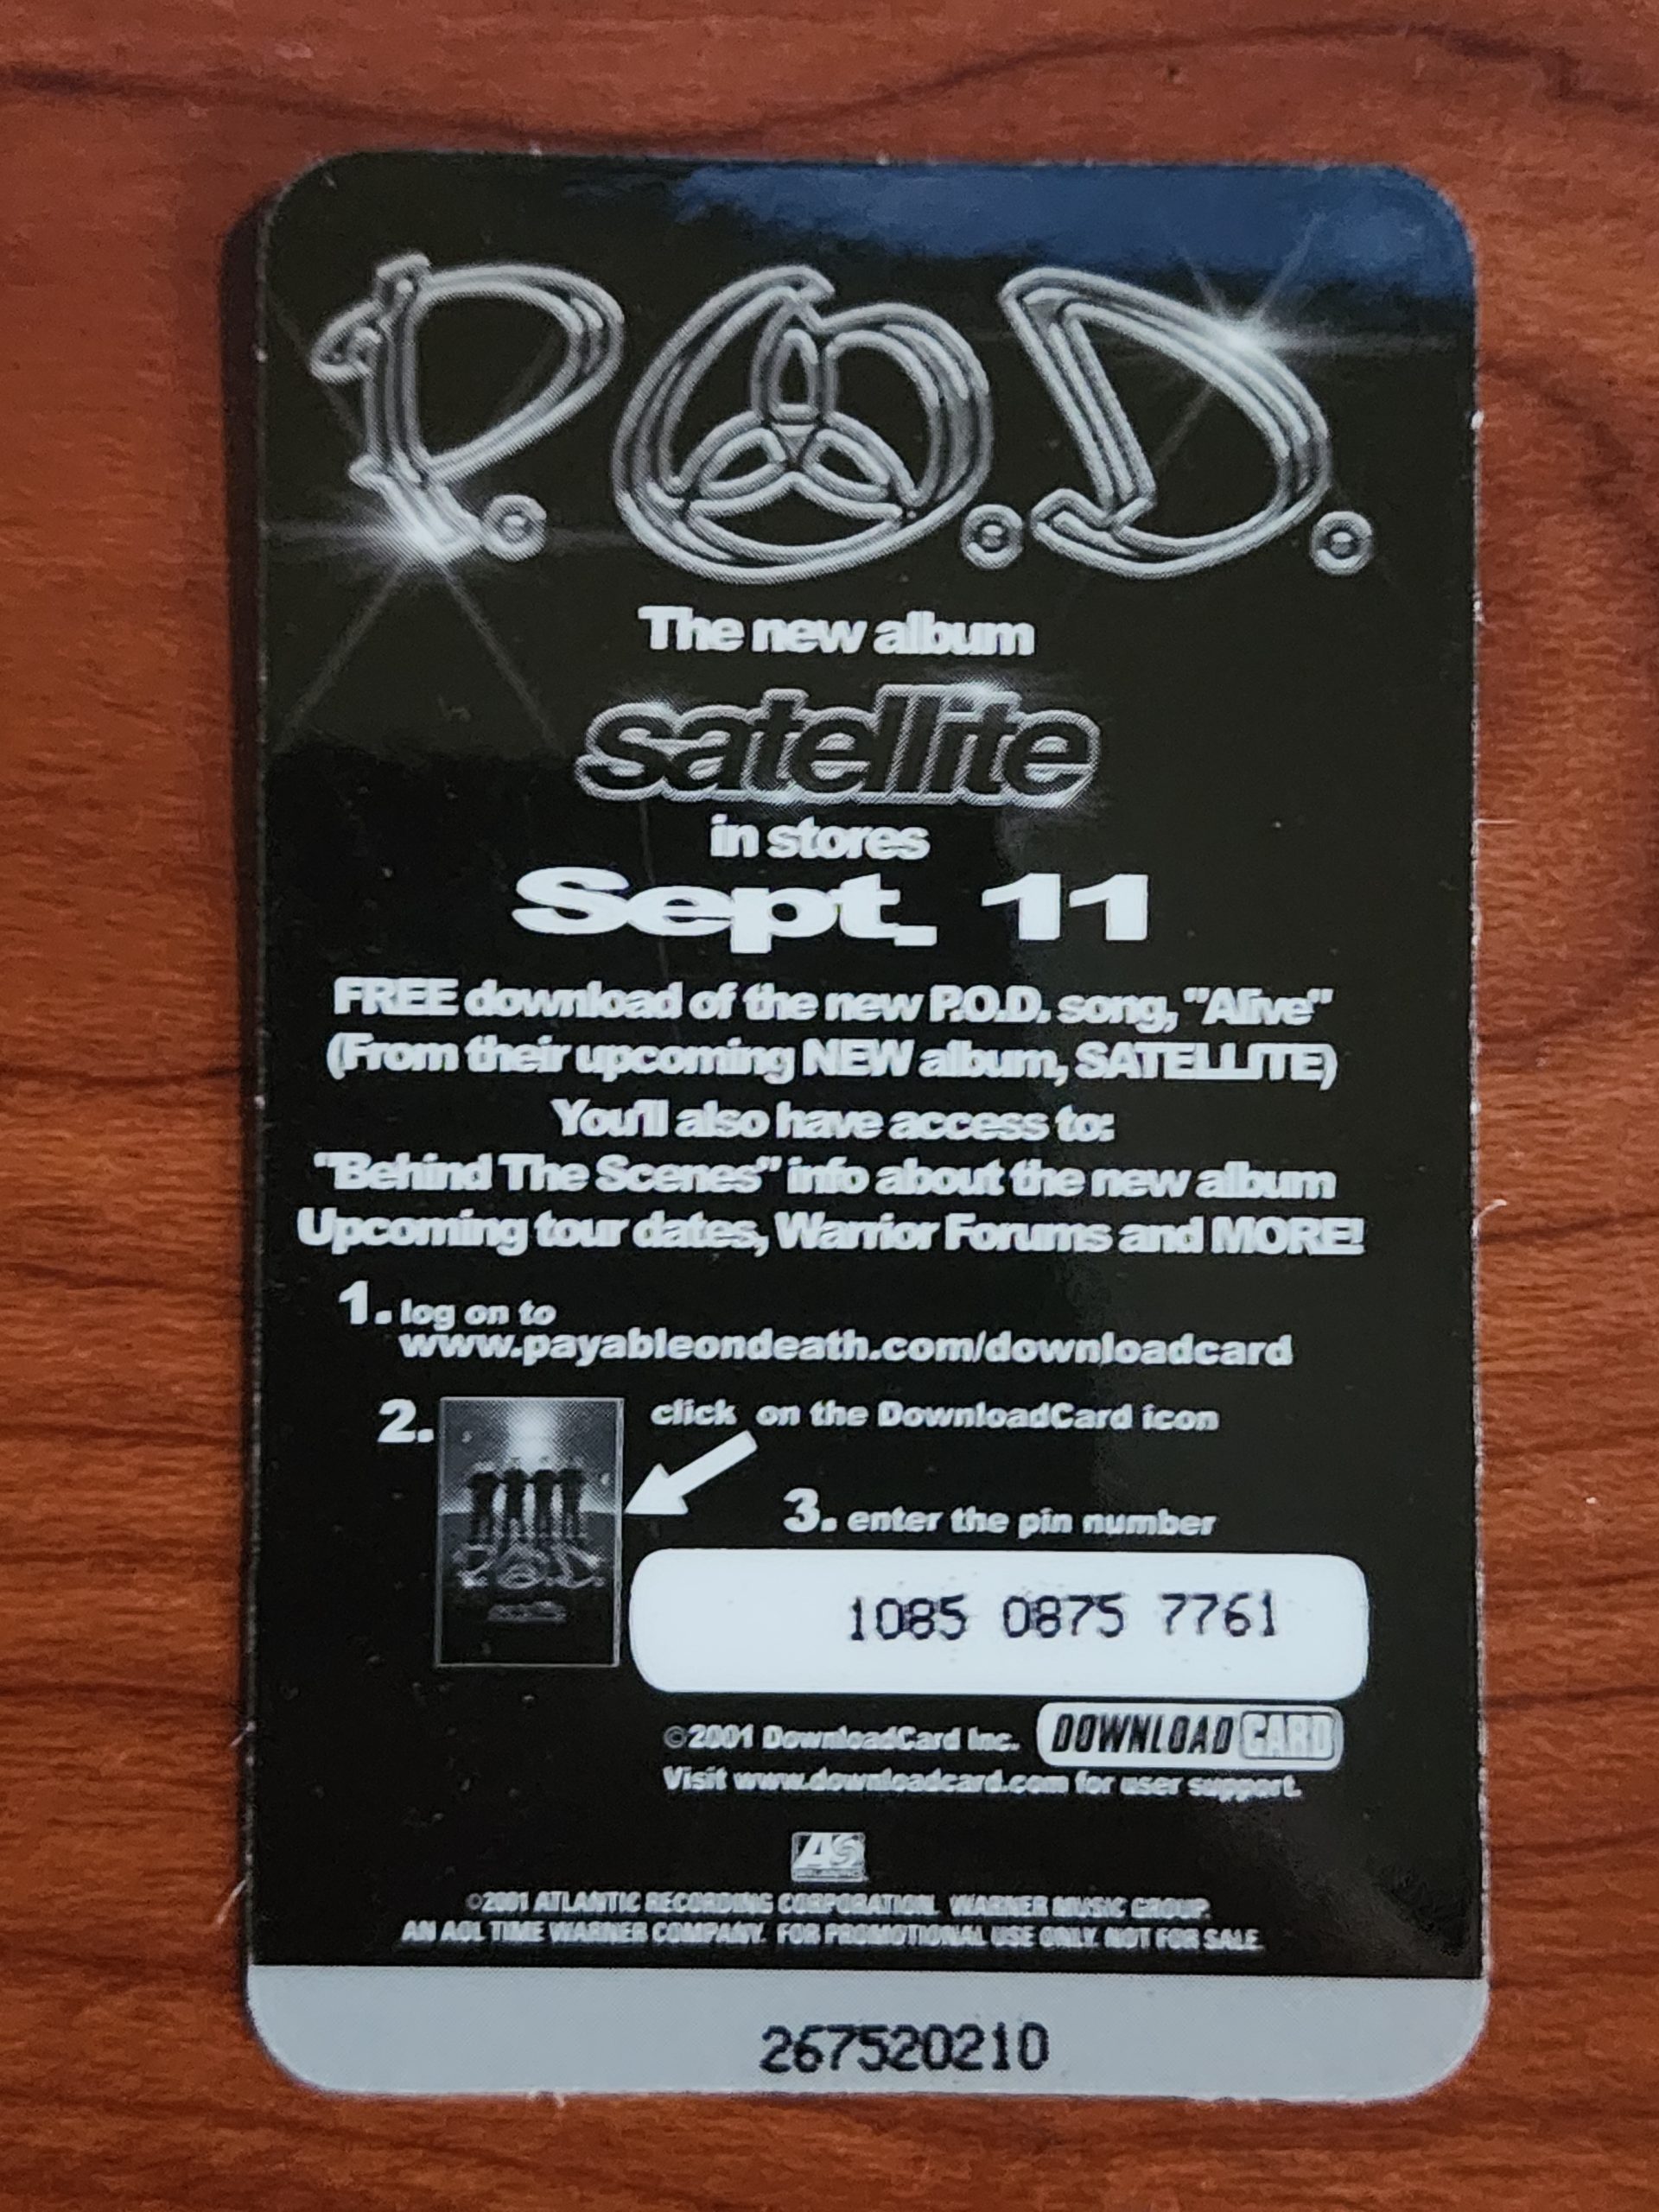 P.O.D.
The new album
satellite
in stores
Sept. 11
FREE download of the new P.O.D. song, "Alive"
(From their upcoming NEW album, SATELLITE)
You'll also have access to:
"Behind The Scenes" info about the new album
Upcoming tour dates, Warrior Forums and MORE!
1. log on to
www.payableondeath.com/downloadcard
2. click on the DownloadCard icon
P.O.D.
3. enter the pin number
1085 0875 7761
©2001 DownloadCard Inc. DOWNLOAD CARD
Visit www.downloadcard.com for user support.
©2001 ATLANTIC RECORDING CORPORATION. WARNER MUSIC GROUP.
AN AOL TIME WARNER COMPANY. FOR PROMOTIONAL USE ONLY. NOT FOR SALE.
267520210